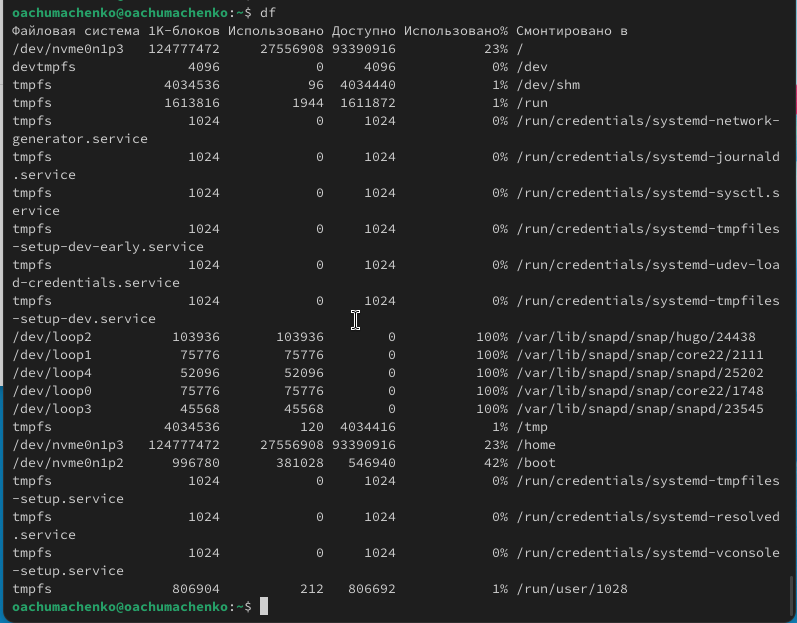 oachumachenko@oachumachenko:~$ df
Файловая система 1K-блоков Использовано Доступно Использовано% Смонтировано в
/dev/nvme0n1p3 124777472 27556908 93390916 23% /
devtmpfs 4096 0 4096 0% /dev
tmpfs 4034536 96 4034440 1% /dev/shm
tmpfs 1613816 1944 1611872 1% /run
tmpfs 1024 0 1024 0% /run/credentials/systemd-network-
generator.service
tmpfs 1024 0 1024 0% /run/credentials/systemd-journald
.service
tmpfs 1024 0 1024 0% /run/credentials/systemd-sysctl.s
ervice
tmpfs 1024 0 1024 0% /run/credentials/systemd-tmpfiles
-setup-dev-early.service
tmpfs 1024 0 1024 0% /run/credentials/systemd-udev-loa
d-credentials.service
tmpfs 1024 0 1024 0% /run/credentials/systemd-tmpfiles
-setup-dev.service
/dev/loop2 103936 103936 0 100% /var/lib/snapd/snap/hugo/24438
/dev/loop1 75776 75776 0 100% /var/lib/snapd/snap/core22/2111
/dev/loop4 52096 52096 0 100% /var/lib/snapd/snap/snapd/25202
/dev/loop0 75776 75776 0 100% /var/lib/snapd/snap/core22/1748
/dev/loop3 45568 45568 0 100% /var/lib/snapd/snap/snapd/23545
tmpfs 4034536 120 4034416 1% /tmp
/dev/nvme0n1p3 124777472 27556908 93390916 23% /home
/dev/nvme0n1p2 996780 381028 546940 42% /boot
tmpfs 1024 0 1024 0% /run/credentials/systemd-tmpfiles
-setup.service
tmpfs 1024 0 1024 0% /run/credentials/systemd-resolved
.service
tmpfs 1024 0 1024 0% /run/credentials/systemd-vconsole
-setup.service
tmpfs 806904 212 806692 1% /run/user/1028
oachumachenko@oachumachenko:~$